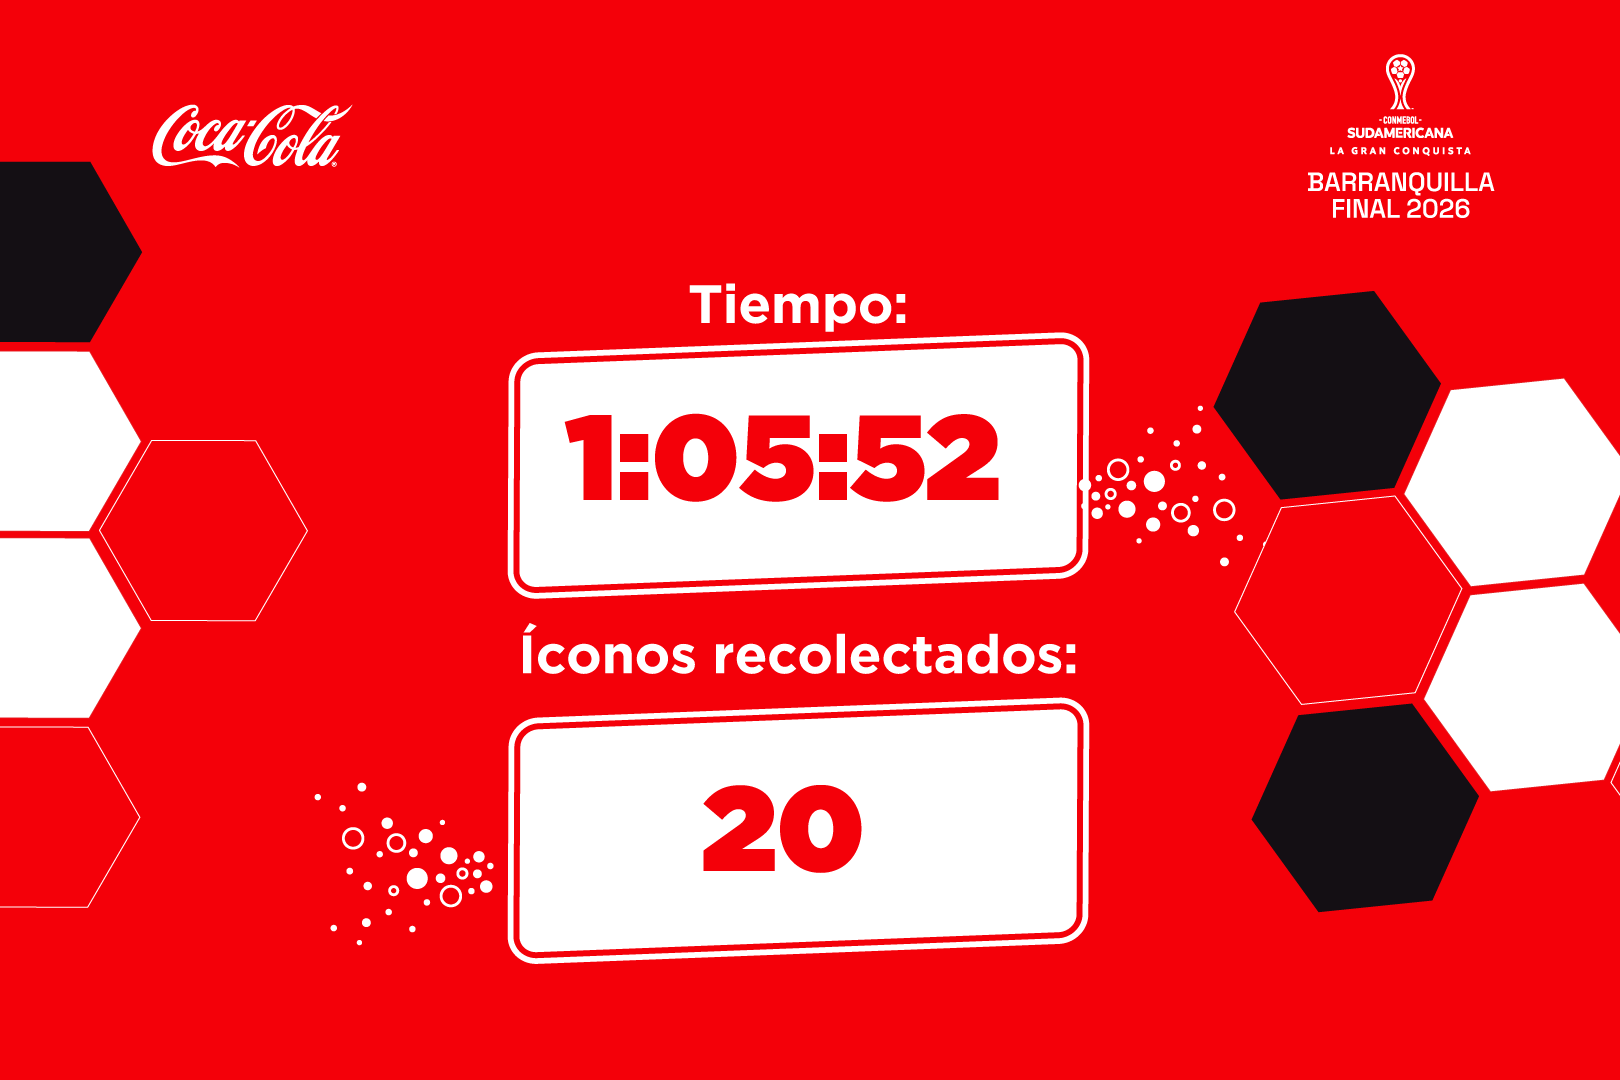 Coca-Cola
-CONMEBOL-
SUDAMERICANA
LA GRAN CONQUISTA
BARRANQUILLA
FINAL 2026
Tiempo:
1:05:52
Íconos recolectados:
20